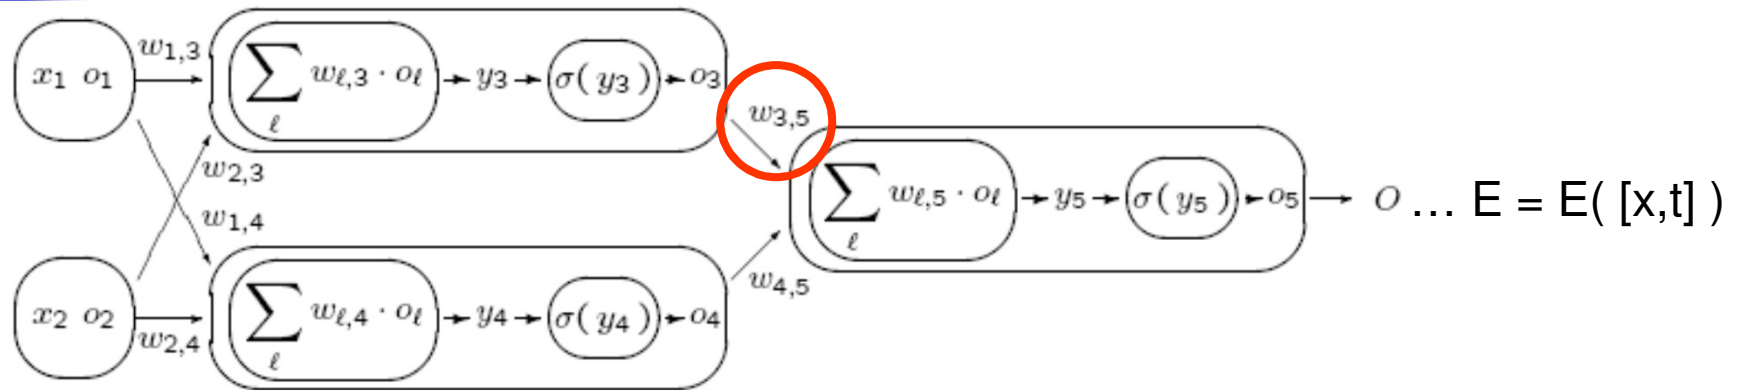 x₁ o₁
w₁,₃
∑ℓ wℓ,₃ · oℓ → y₃ → σ( y₃ ) → o₃
w₃,₅
w₂,₃
w₁,₄
∑ℓ wℓ,₅ · oℓ → y₅ → σ( y₅ ) → o₅ → O ... E = E( [x,t] )
x₂ o₂
w₂,₄
∑ℓ wℓ,₄ · oℓ → y₄ → σ( y₄ ) → o₄
w₄,₅